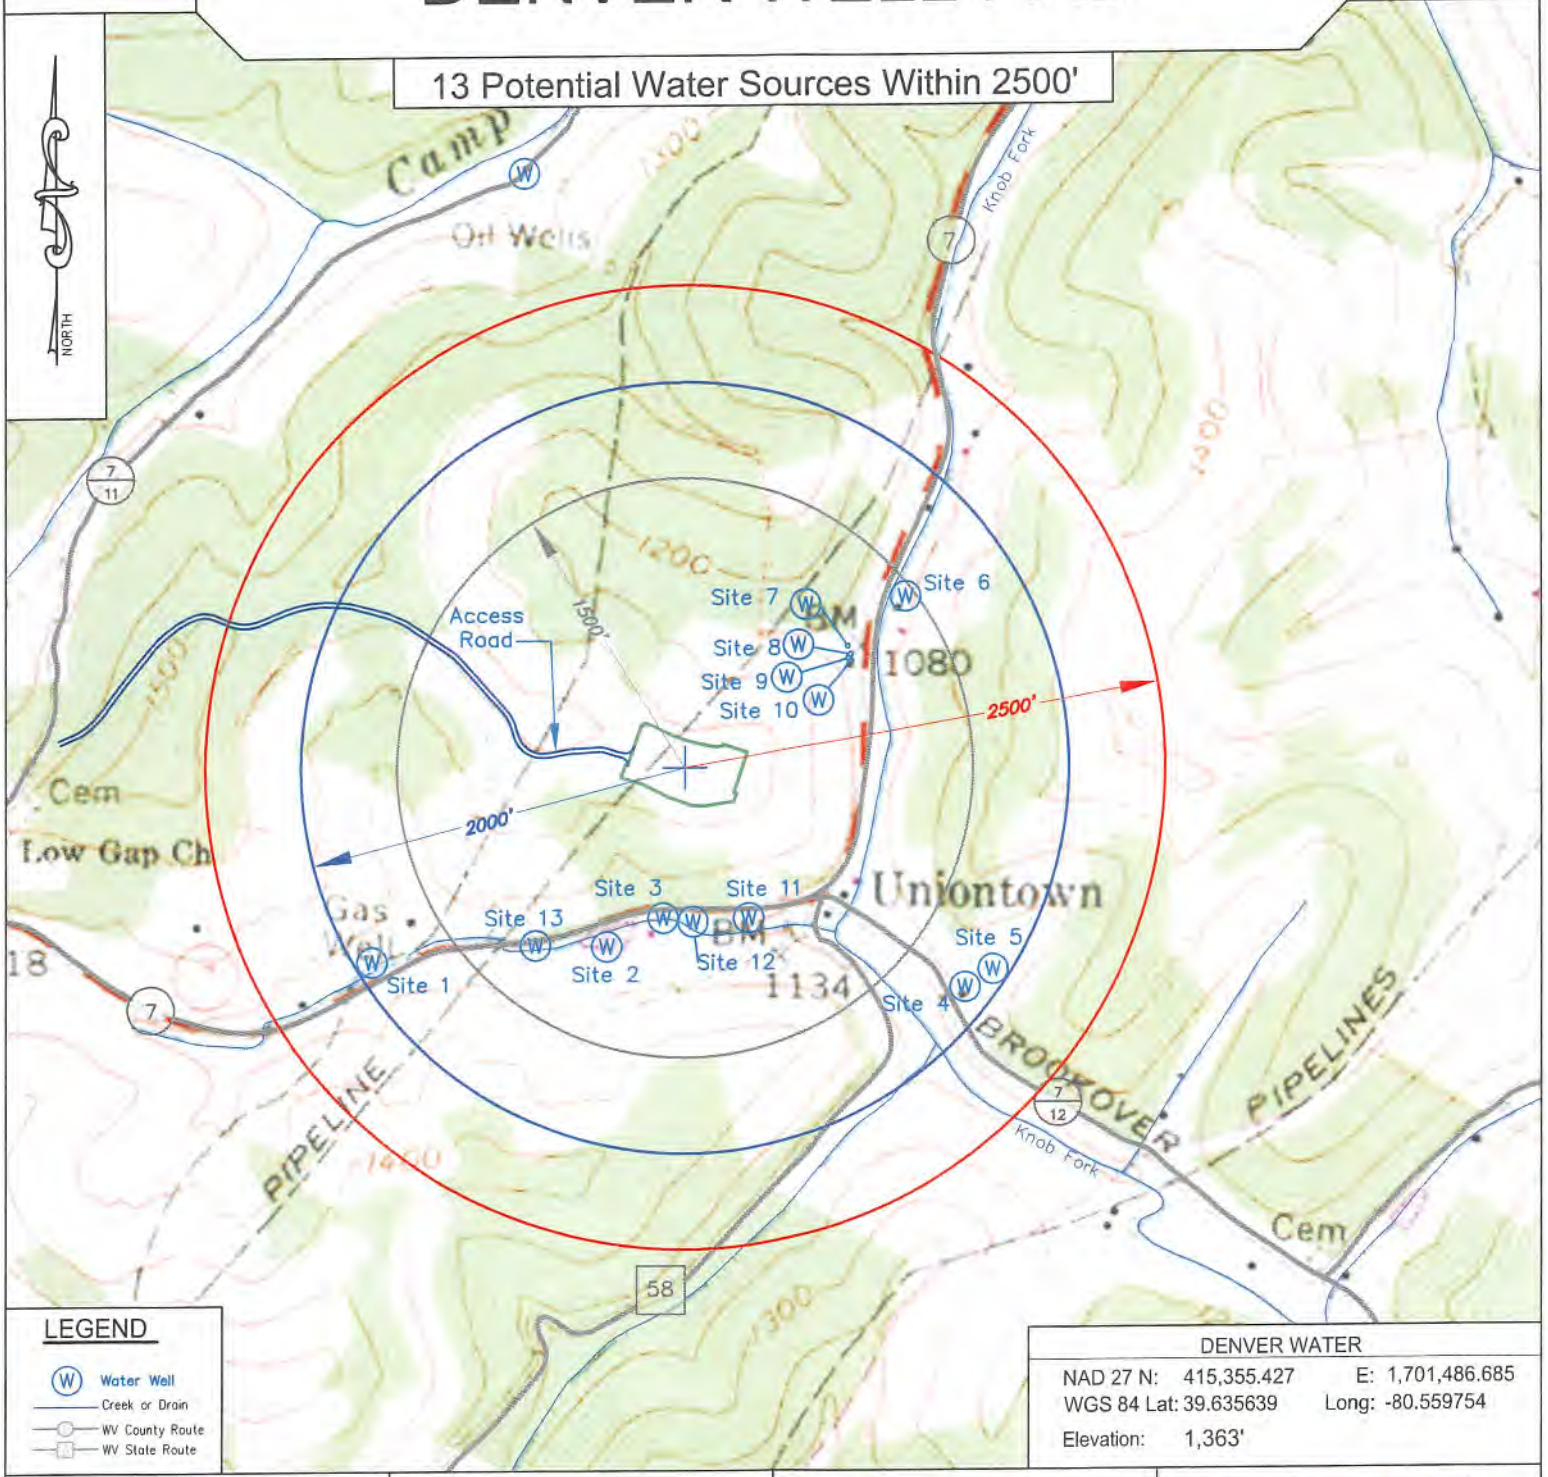 13 Potential Water Sources Within 2500'
NORTH
Camp
W
Oil Wells
1300
Knob Fork
7
1400
7
11
1200
1500'
Access
Road
Site 7
W
BM
Site 6
W
Site 8
W
Site 9
W
Site 10
W
1080
1500
2500'
2000'
Cem
Low Gap Ch
Gas
Well
Site 13
W
Site 3
W
Site 11
W
Uniontown
Site 2
W
W
BM
Site 12
1134
Site 5
W
Site 4
W
18
W
Site 1
7
BROOKOVER
7
12
PIPELINES
PIPELINE
1400
Knob Fork
Cem
58
1300
LEGEND
W Water Well
Creek or Drain
WV County Route
WV State Route
DENVER WATER
NAD 27 N: 415,355.427 E: 1,701,486.685
WGS 84 Lat: 39.635639 Long: -80.559754
Elevation: 1,363'